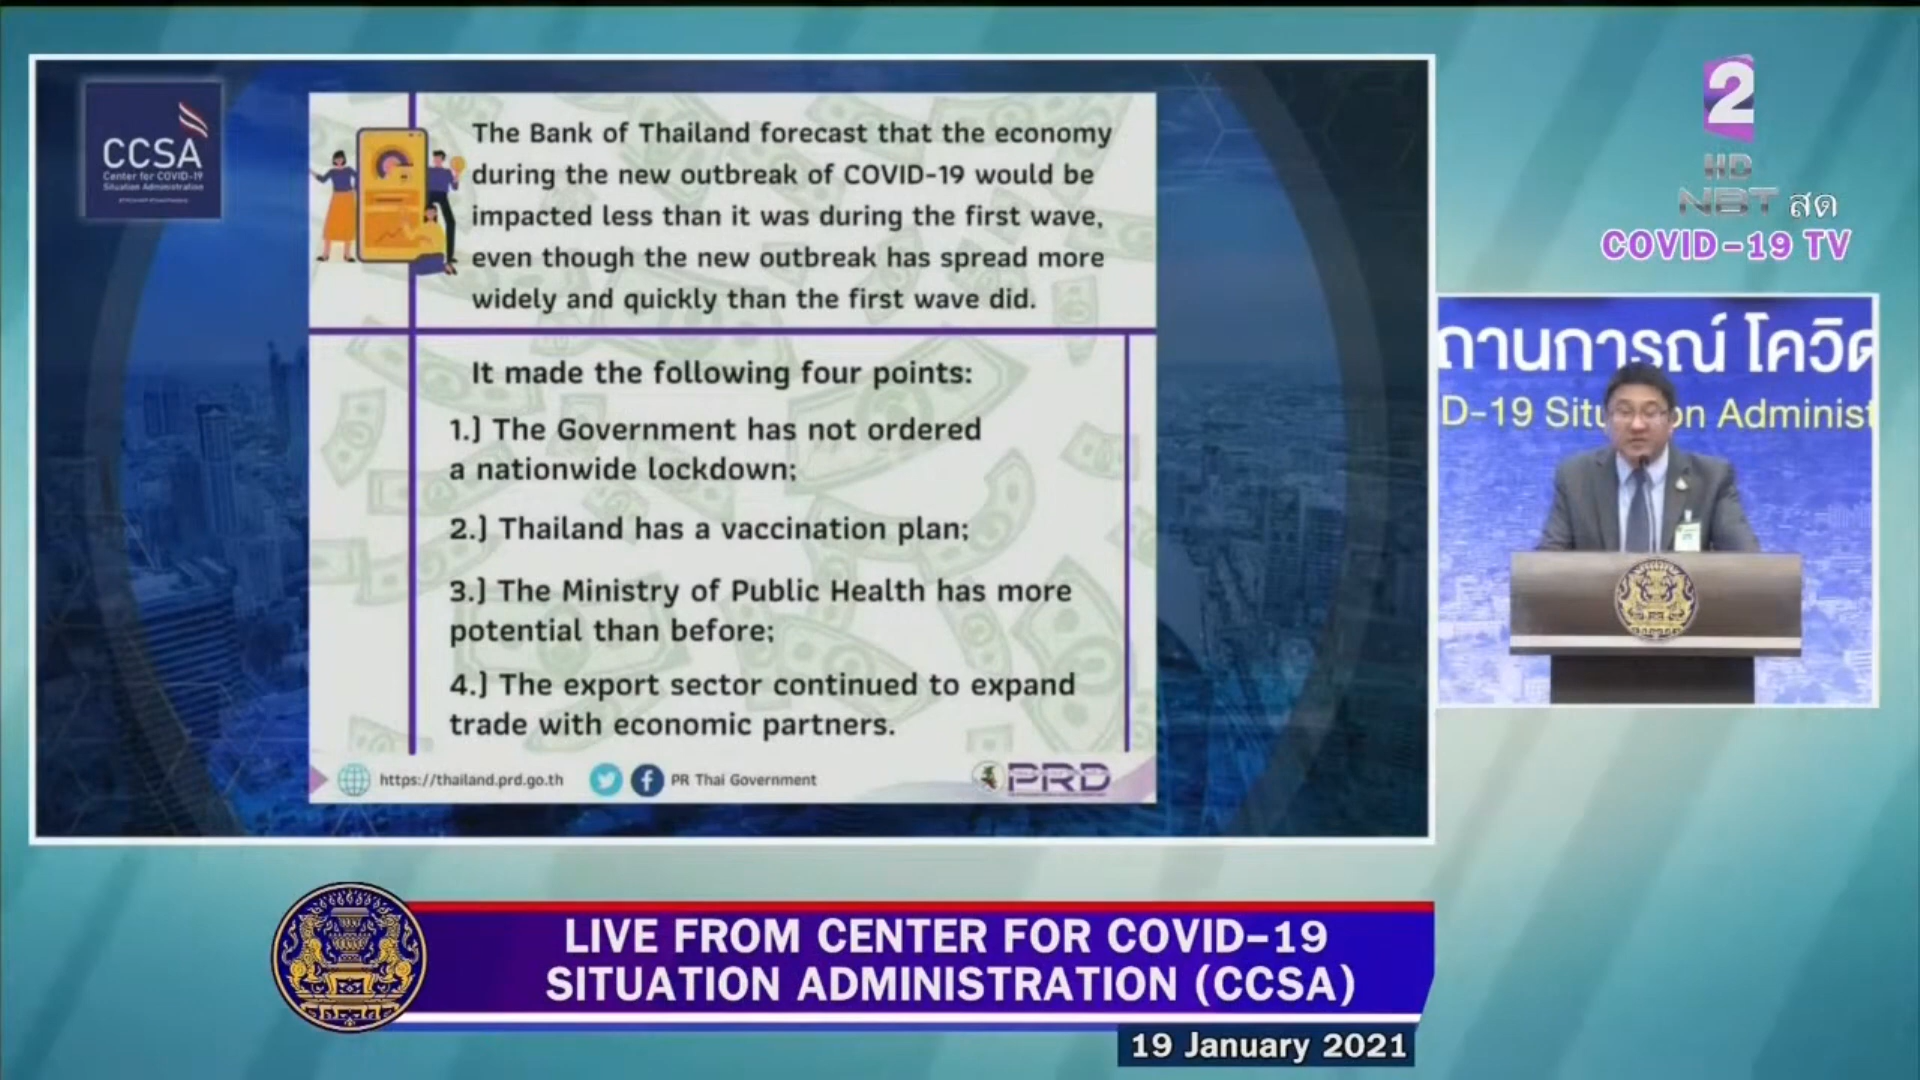 CCSA
Center for COVID-19
Situation Administration
The Bank of Thailand forecast that the economy
during the new outbreak of COVID-19 would be
impacted less than it was during the first wave,
even though the new outbreak has spread more
widely and quickly than the first wave did.
It made the following four points:
1.) The Government has not ordered
a nationwide lockdown;
2.) Thailand has a vaccination plan;
3.) The Ministry of Public Health has more
potential than before;
4.) The export sector continued to expand
trade with economic partners.
https://thailand.prd.go.th
PR Thai Government
PRD
2
HD
NBT สด
COVID-19 TV
ถานการณ์ โควิด
D-19 Situ on Administ
LIVE FROM CENTER FOR COVID-19
SITUATION ADMINISTRATION (CCSA)
19 January 2021